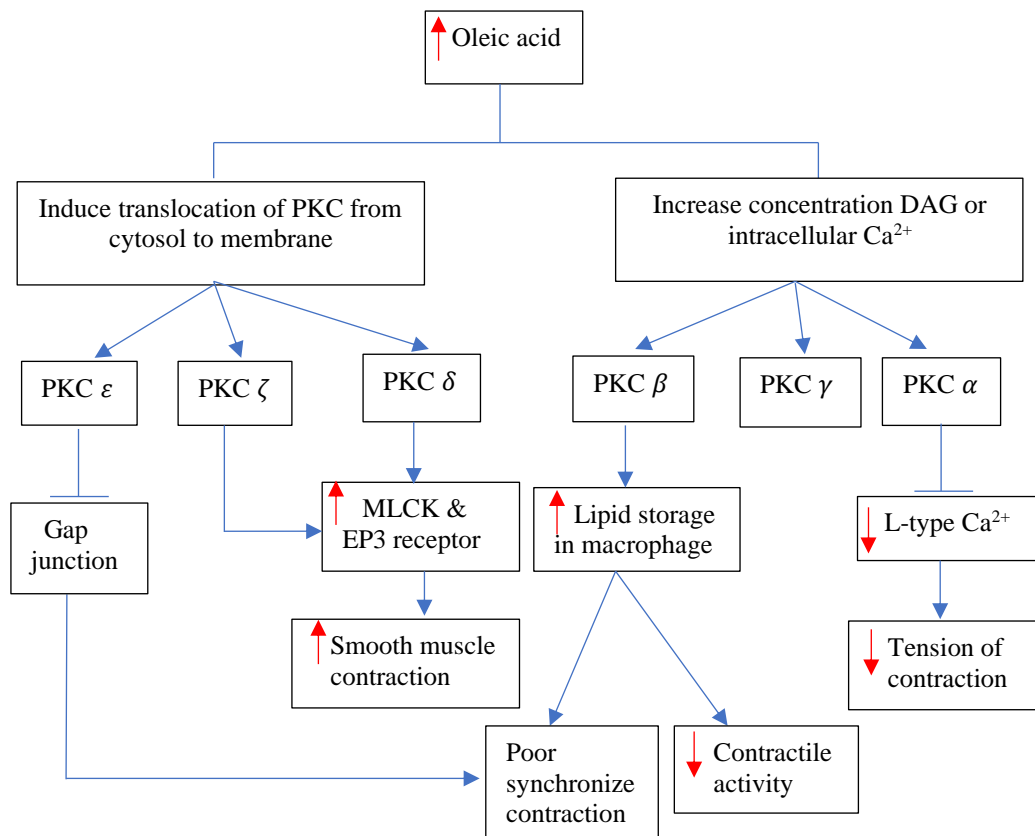 Oleic acid
Induce translocation of PKC from
cytosol to membrane
Increase concentration DAG or
intracellular Ca²⁺
PKC ε
PKC ζ
PKC δ
PKC β
PKC γ
PKC α
Gap
junction
MLCK &
EP3 receptor
Lipid storage
in macrophage
L-type Ca²⁺
Smooth muscle
contraction
Tension of
contraction
Poor
synchronize
contraction
Contractile
activity